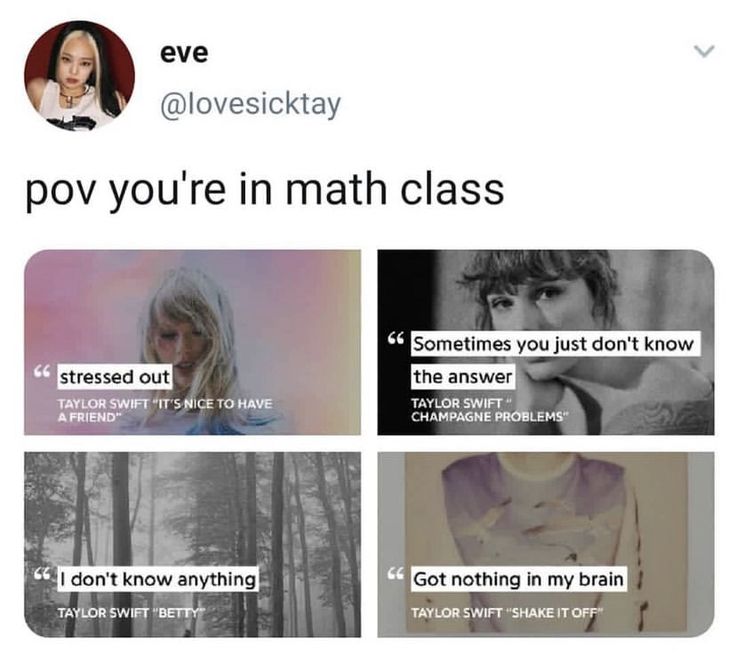 eve
@lovesicktay
pov you're in math class
“ stressed out
TAYLOR SWIFT "IT'S NICE TO HAVE
A FRIEND"
“ Sometimes you just don't know
the answer
TAYLOR SWIFT "
CHAMPAGNE PROBLEMS"
“ I don't know anything
TAYLOR SWIFT "BETTY"
“ Got nothing in my brain
TAYLOR SWIFT "SHAKE IT OFF"